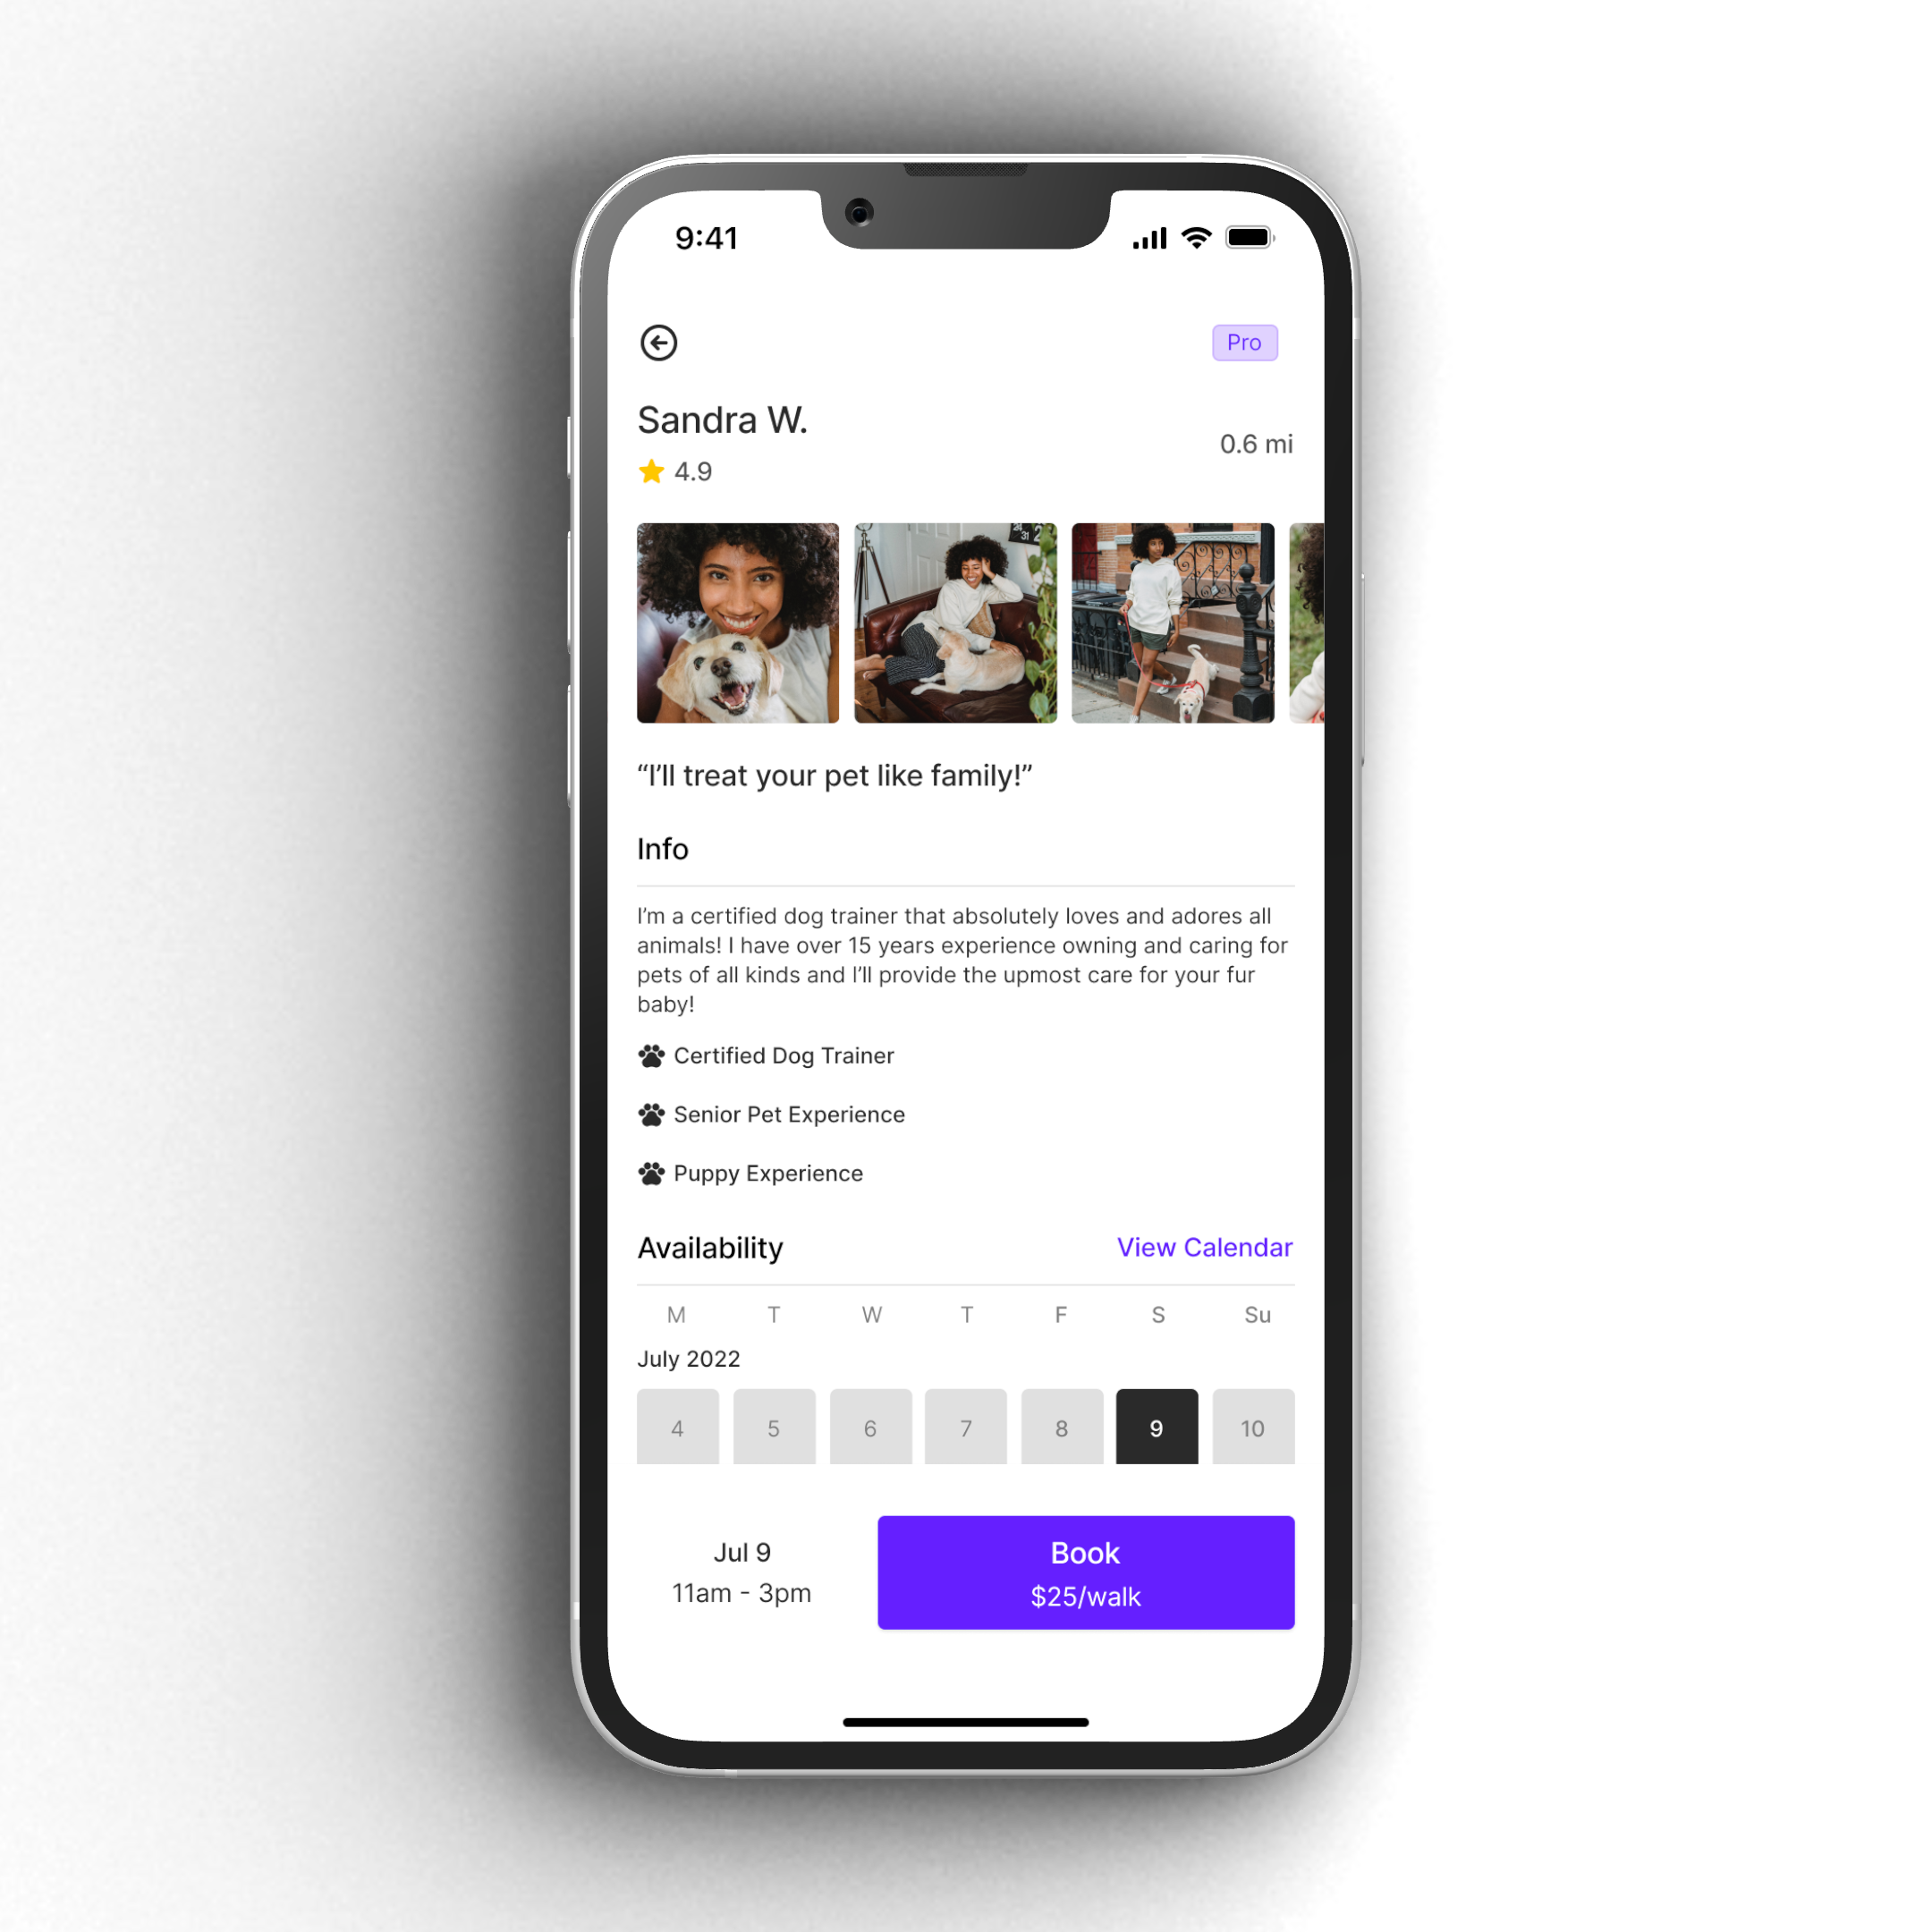 9:41
Pro
Sandra W.
0.6 mi
4.9
24
31 2
“I’ll treat your pet like family!”
Info
I’m a certified dog trainer that absolutely loves and adores all
animals! I have over 15 years experience owning and caring for
pets of all kinds and I’ll provide the upmost care for your fur
baby!
Certified Dog Trainer
Senior Pet Experience
Puppy Experience
Availability View Calendar
M T W T F S Su
July 2022
4 5 6 7 8 9 10
Jul 9
11am - 3pm
Book
$25/walk